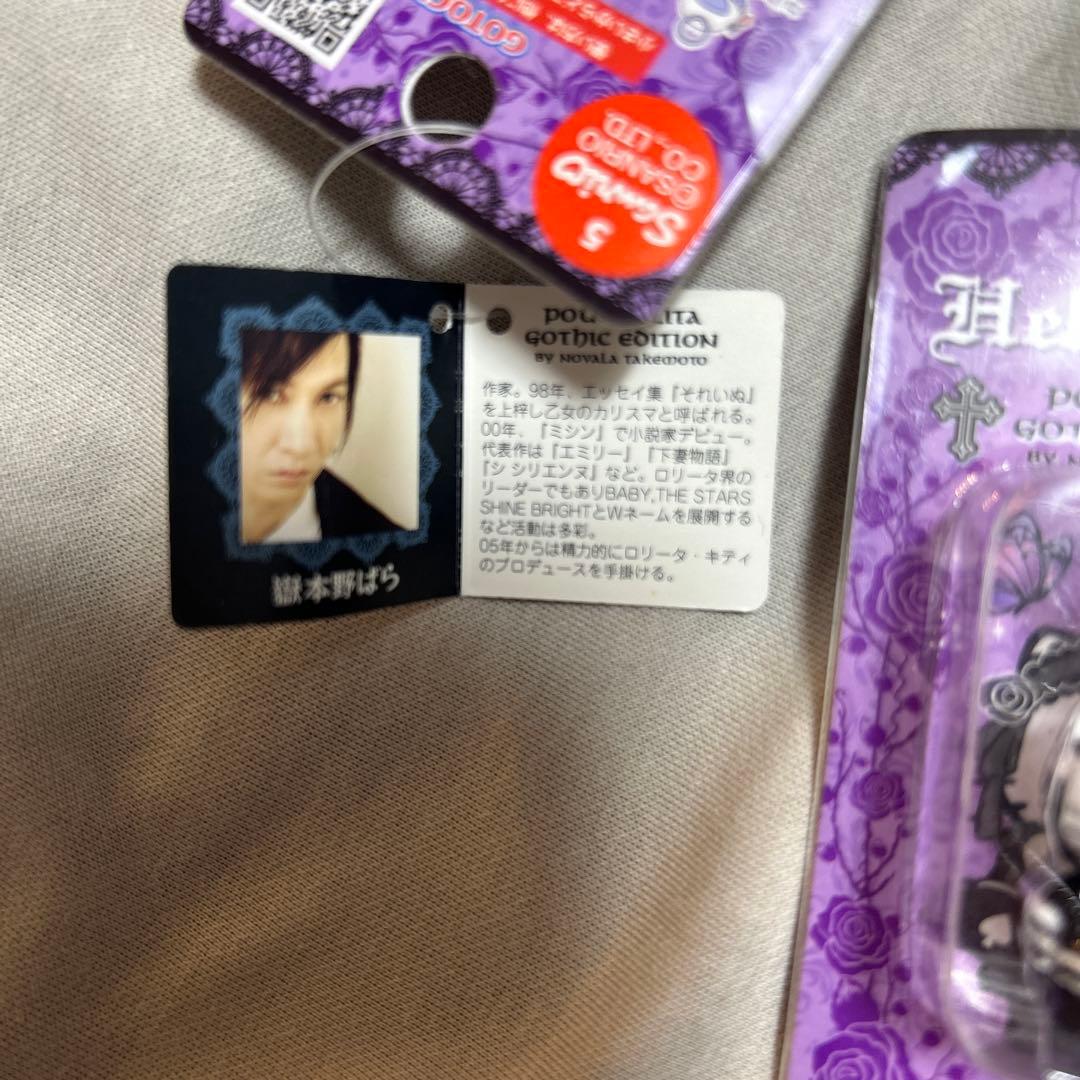 GOTOCH
5
Sanrio
©SANRIO
CO., LTD.
嶽本野ばら
GOTHIC EDITION
BY NOVALA TAKEMOTO
作家。98年、エッセイ集『それいぬ』
を上梓し乙女のカリスマと呼ばれる。
00年、『ミシン』で小説家デビュー。
代表作は『エミリー』『下妻物語』
『シシリエンヌ』など。ロリータ界の
リーダーでもありBABY,THE STARS
SHINE BRIGHTとWネームを展開する
など活動は多彩。
05年からは精力的にロリータ・キティ
のプロデュースを手掛ける。
Hel
PO
GOT
BY N